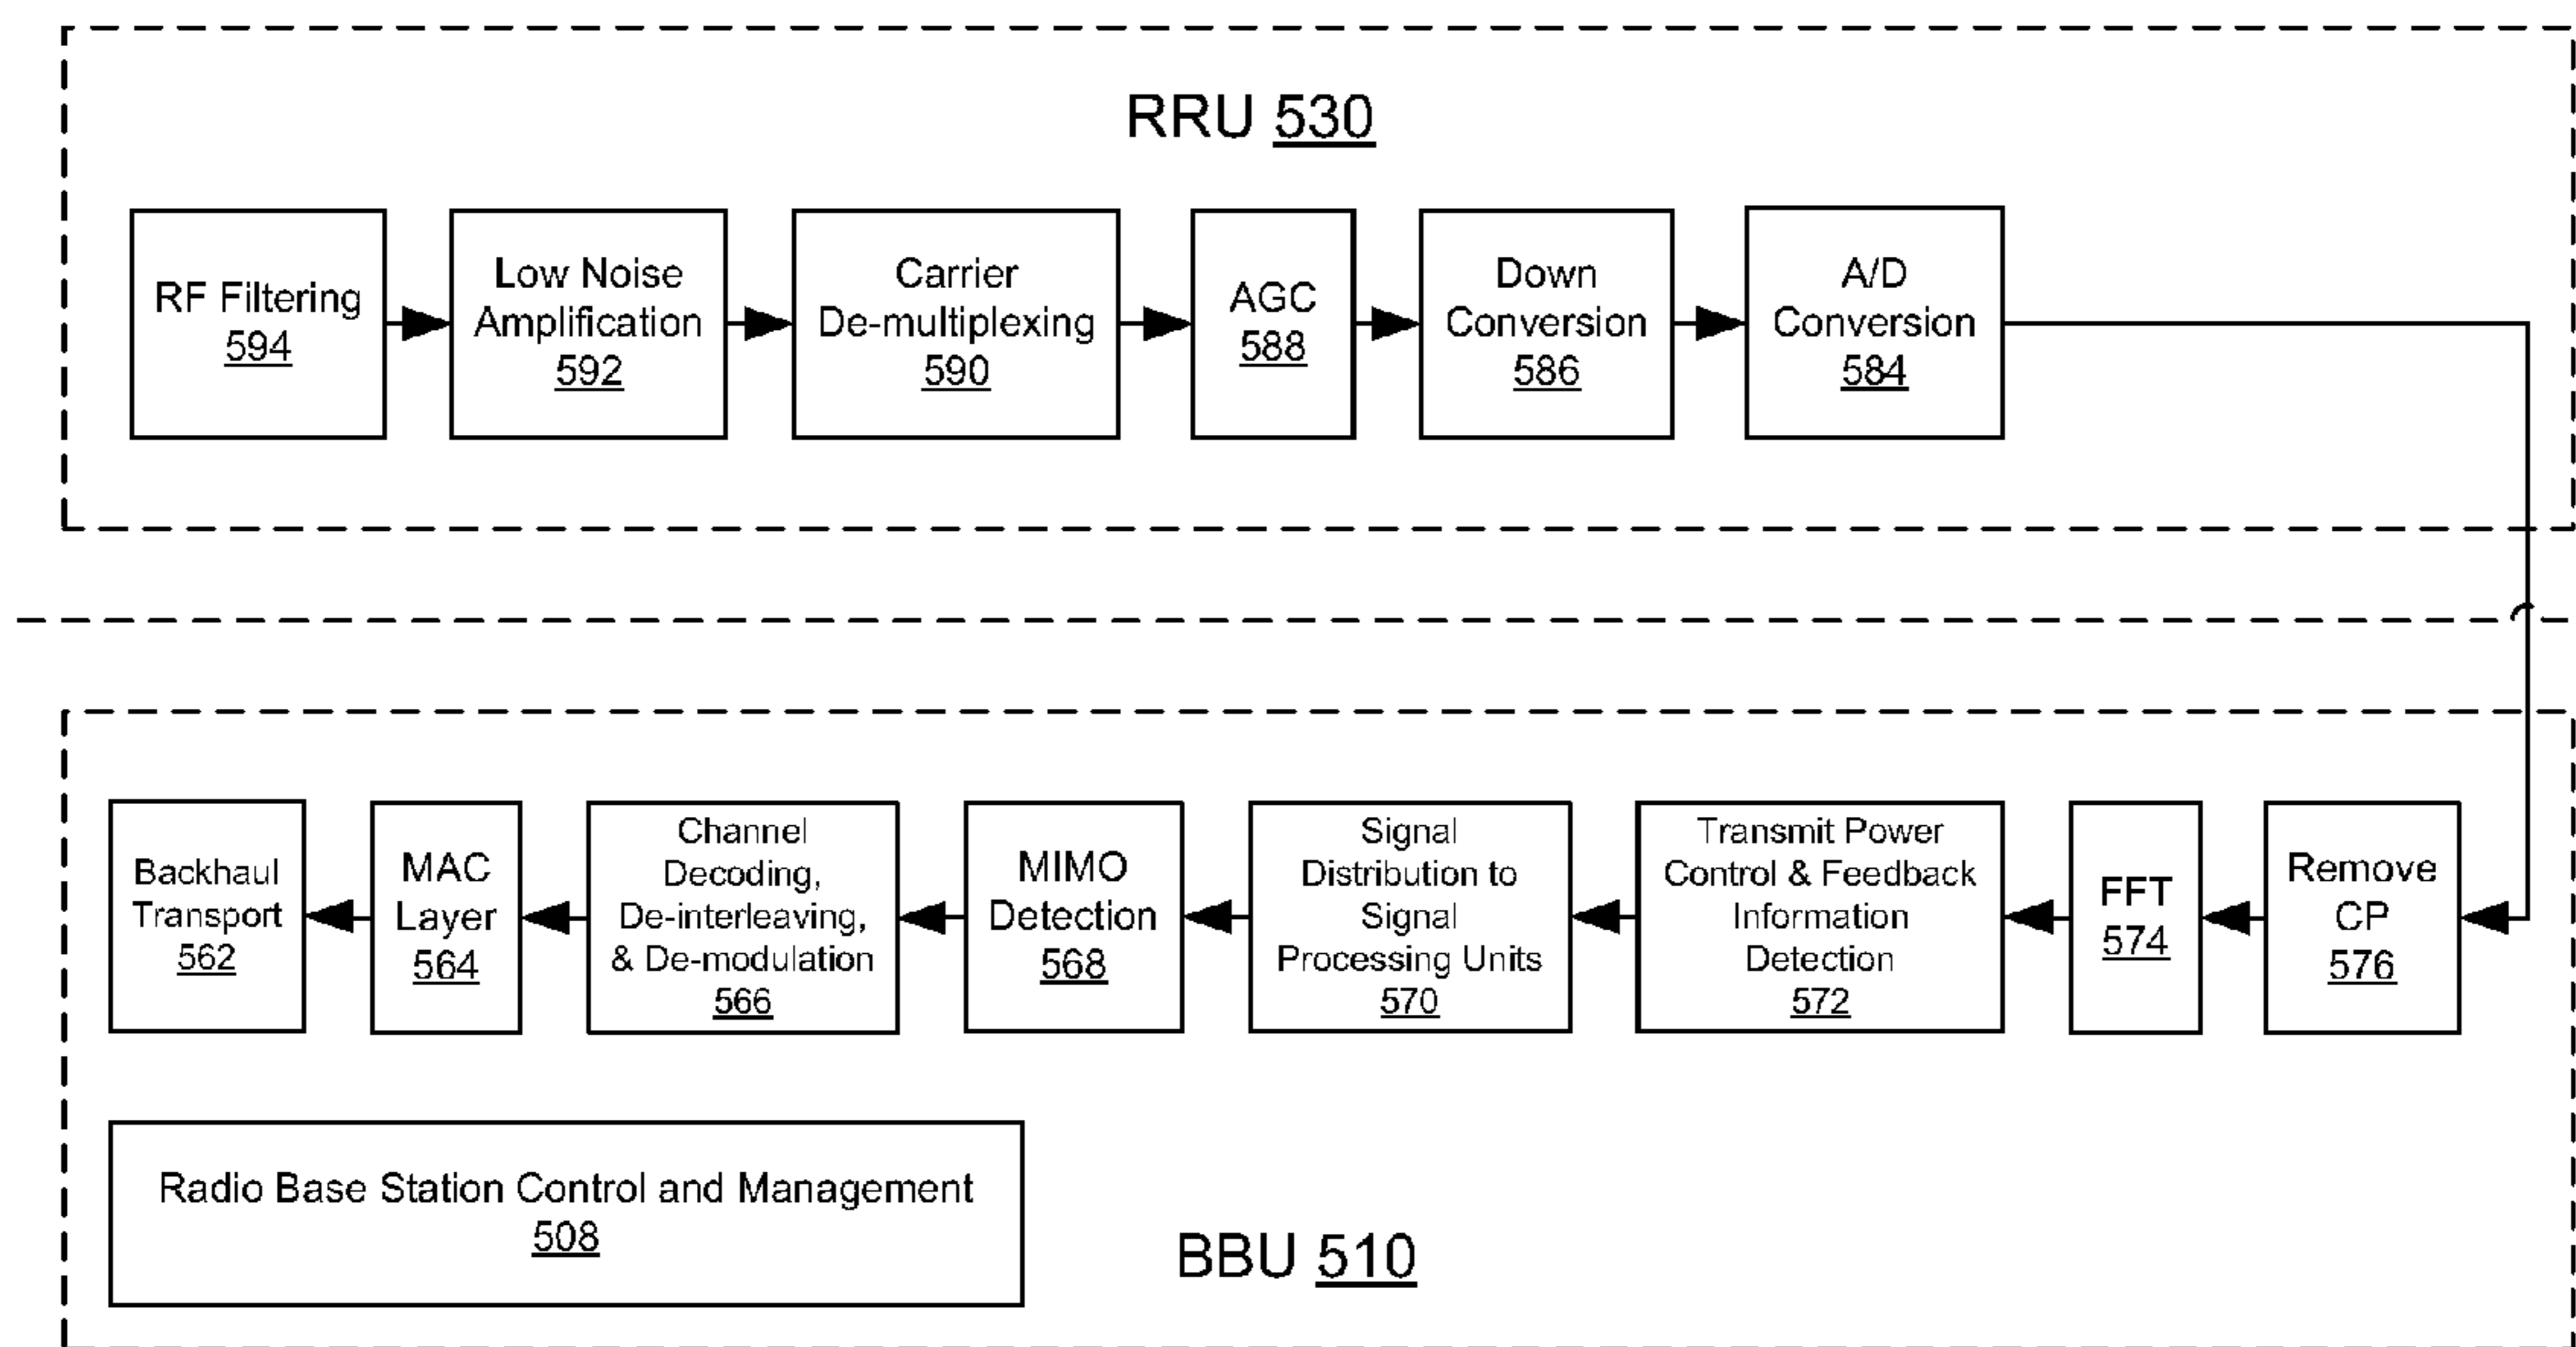 RRU 530
RF Filtering
594
Low Noise
Amplification
592
Carrier
De-multiplexing
590
AGC
588
Down
Conversion
586
A/D
Conversion
584
Backhaul
Transport
562
MAC
Layer
564
Channel
Decoding,
De-interleaving,
& De-modulation
566
MIMO
Detection
568
Signal
Distribution to
Signal
Processing Units
570
Transmit Power
Control & Feedback
Information
Detection
572
FFT
574
Remove
CP
576
Radio Base Station Control and Management
508
BBU 510